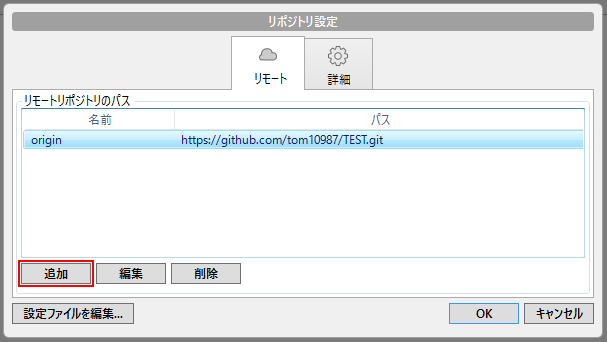 リポジトリ設定
リモート
詳細
リモートリポジトリのパス
名前 パス
origin https://github.com/tom10987/TEST.git
追加 編集 削除
設定ファイルを編集... OK キャンセル